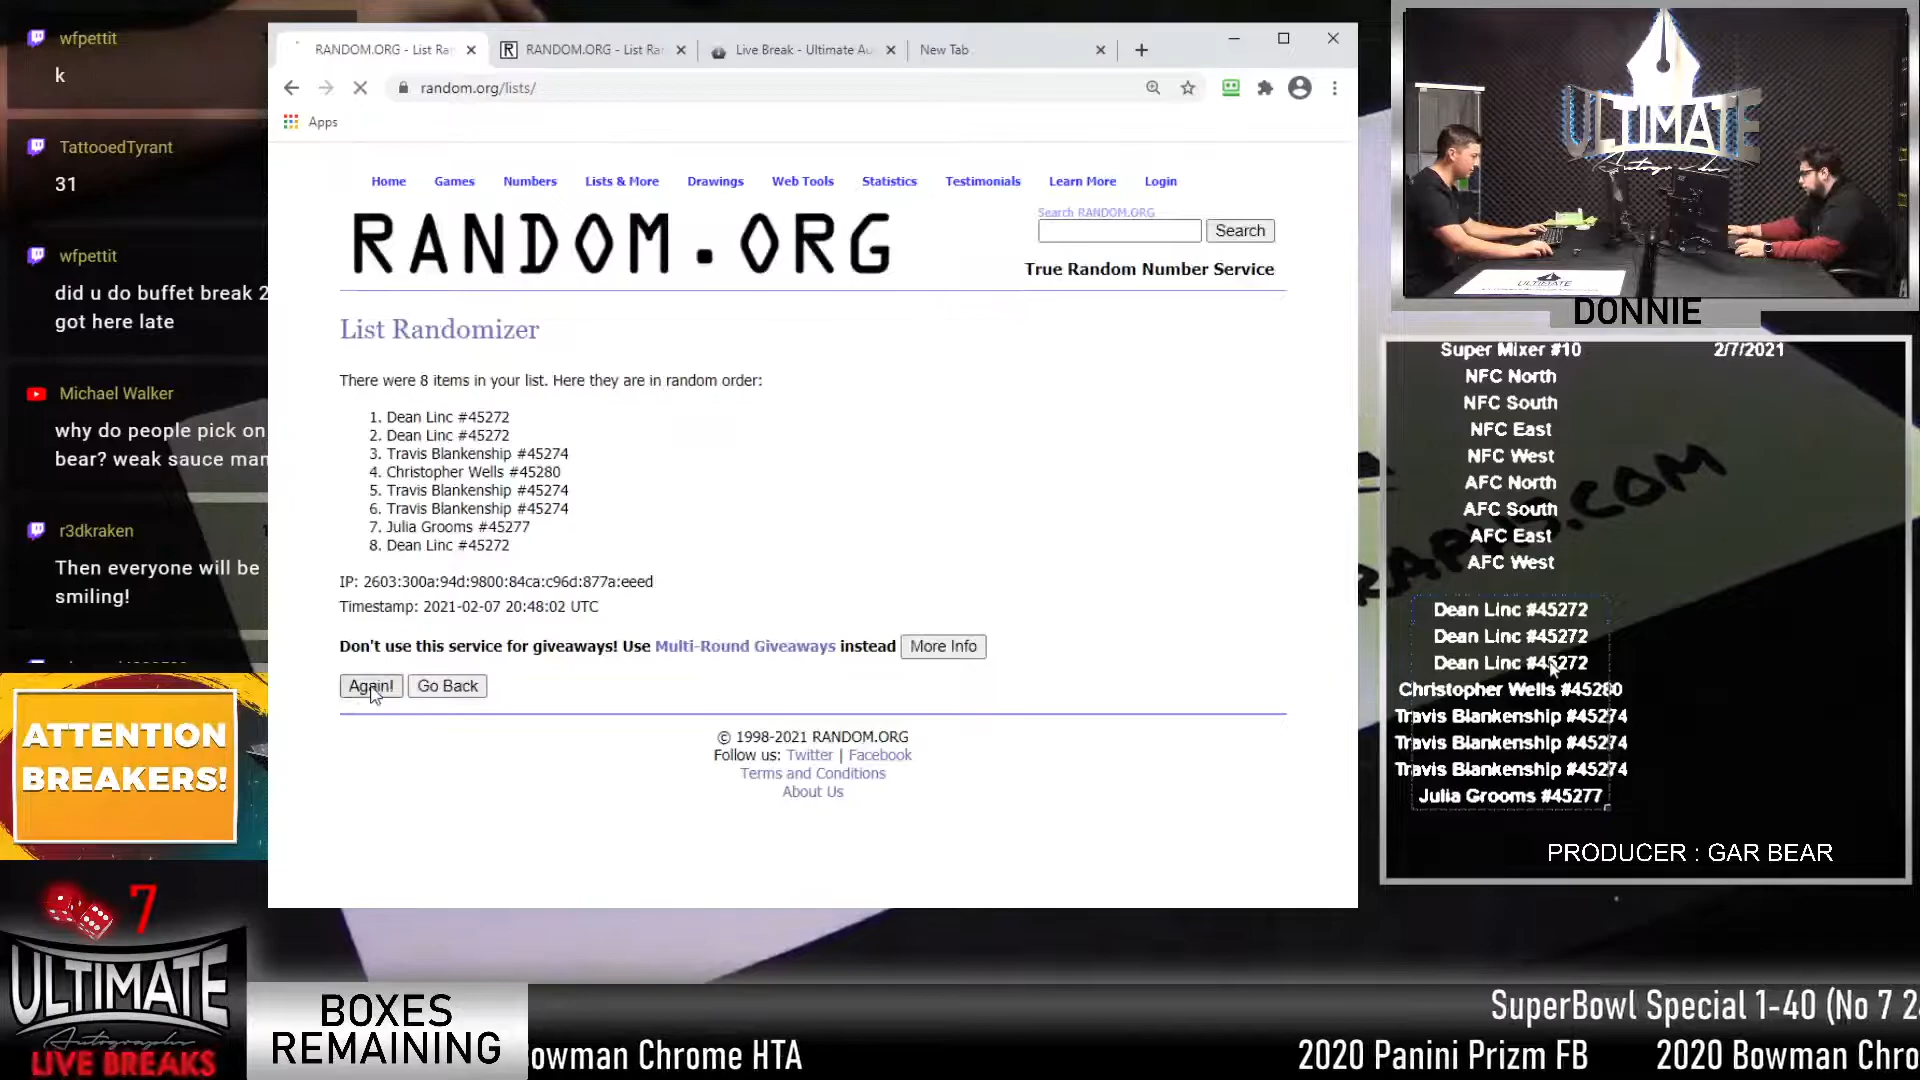 wfpettit
k
TattooedTyrant
31
wfpettit
did u do buffet break 2
got here late
Michael Walker
why do people pick on
bear? weak sauce man
r3dkraken
Then everyone will be
smiling!
ATTENTION
BREAKERS!
7
ULTIMATE
Autographs
LIVE BREAKS
RANDOM.ORG - List Ra
RANDOM.ORG - List Ra
Live Break - Ultimate Au
New Tab
random.org/lists/
Apps
Home Games Numbers Lists & More Drawings Web Tools Statistics Testimonials Learn More Login
RANDOM.ORG
Search RANDOM.ORG
Search
True Random Number Service
List Randomizer
There were 8 items in your list. Here they are in random order:
1. Dean Linc #45272
2. Dean Linc #45272
3. Travis Blankenship #45274
4. Christopher Wells #45280
5. Travis Blankenship #45274
6. Travis Blankenship #45274
7. Julia Grooms #45277
8. Dean Linc #45272
IP: 2603:300a:94d:9800:84ca:c96d:877a:eeed
Timestamp: 2021-02-07 20:48:02 UTC
Don't use this service for giveaways! Use Multi-Round Giveaways instead More Info
Again! Go Back
© 1998-2021 RANDOM.ORG
Follow us: Twitter | Facebook
Terms and Conditions
About Us
ULTIMATE
Autographs
ULTIMATE
DONNIE
Super Mixer #10 2/7/2021
NFC North
NFC South
NFC East
NFC West
AFC North
AFC South
AFC East
AFC West
Dean Linc #45272
Dean Linc #45272
Dean Linc #45272
Christopher Wells #45280
Travis Blankenship #45274
Travis Blankenship #45274
Travis Blankenship #45274
Julia Grooms #45277
RAPHS.COM
PRODUCER : GAR BEAR
BOXES
REMAINING
SuperBowl Special 1-40 (No 7 2
owman Chrome HTA 2020 Panini Prizm FB 2020 Bowman Chro